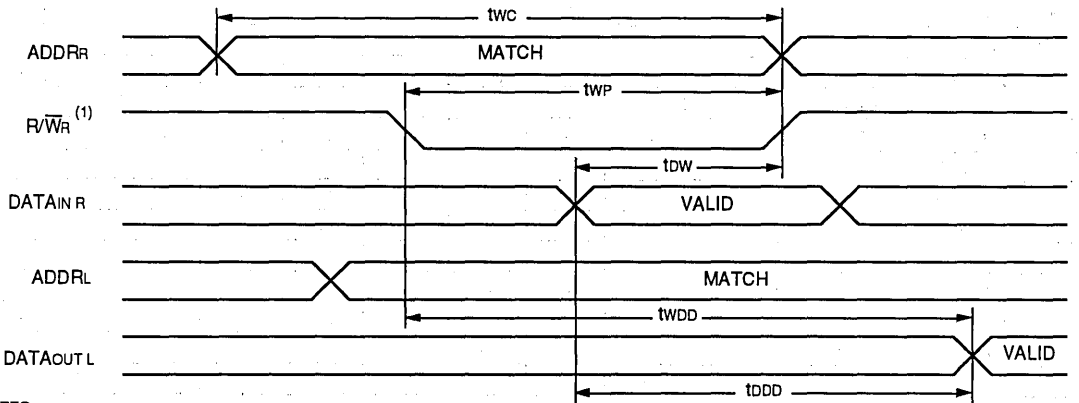 tWC
ADDRR
MATCH
tWP
R/W̅R (1)
tDW
DATAIN R
VALID
ADDRL
MATCH
tWDD
DATAOUT L
VALID
tDDD